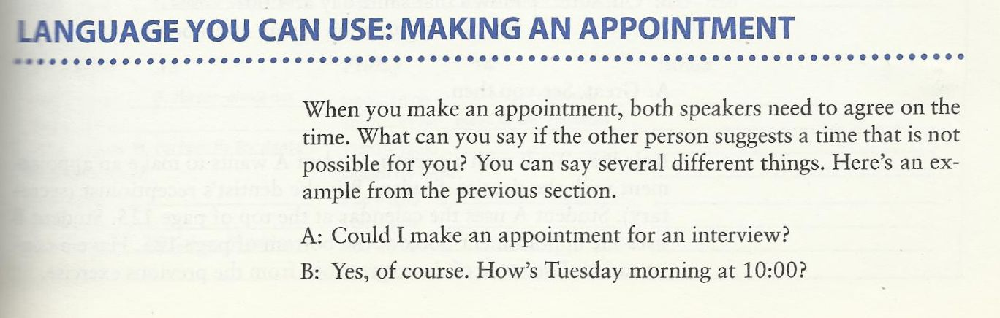 LANGUAGE YOU CAN USE: MAKING AN APPOINTMENT
When you make an appointment, both speakers need to agree on the
time. What can you say if the other person suggests a time that is not
possible for you? You can say several different things. Here's an ex-
ample from the previous section.
A: Could I make an appointment for an interview?
B: Yes, of course. How's Tuesday morning at 10:00?